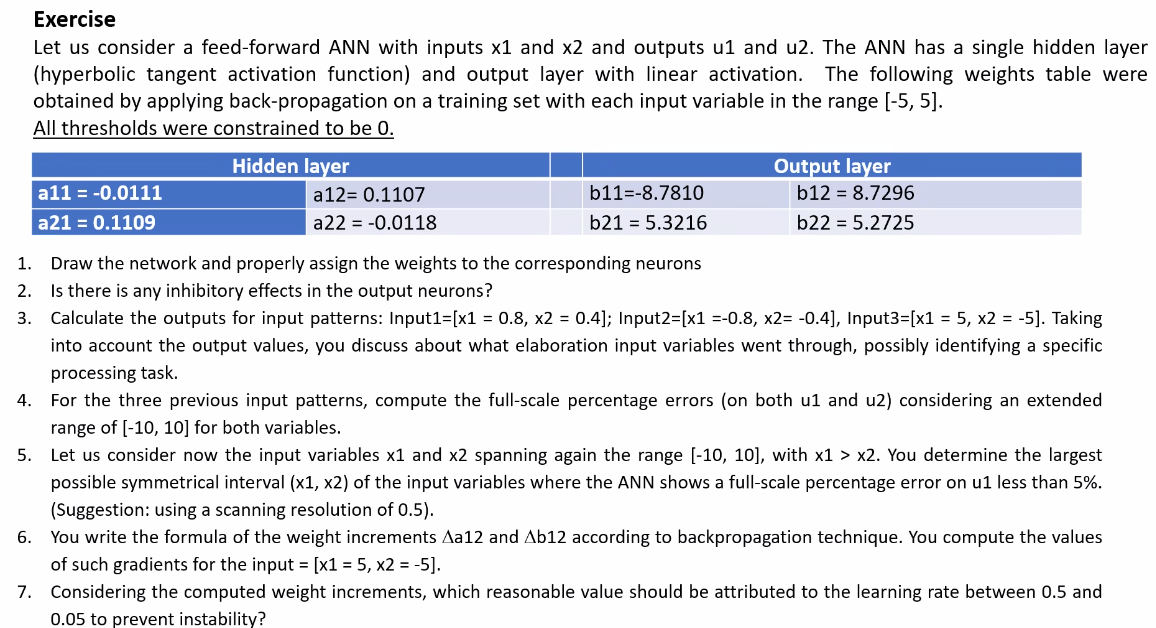 Exercise
Let us consider a feed-forward ANN with inputs x1 and x2 and outputs u1 and u2. The ANN has a single hidden layer
(hyperbolic tangent activation function) and output layer with linear activation. The following weights table were
obtained by applying back-propagation on a training set with each input variable in the range [-5, 5].
All thresholds were constrained to be 0.
Hidden layer Output layer
a11 = -0.0111 a12= 0.1107 b11=-8.7810 b12 = 8.7296
a21 = 0.1109 a22 = -0.0118 b21 = 5.3216 b22 = 5.2725
1. Draw the network and properly assign the weights to the corresponding neurons
2. Is there is any inhibitory effects in the output neurons?
3. Calculate the outputs for input patterns: Input1=[x1 = 0.8, x2 = 0.4]; Input2=[x1 =-0.8, x2= -0.4], Input3=[x1 = 5, x2 = -5]. Taking
into account the output values, you discuss about what elaboration input variables went through, possibly identifying a specific
processing task.
4. For the three previous input patterns, compute the full-scale percentage errors (on both u1 and u2) considering an extended
range of [-10, 10] for both variables.
5. Let us consider now the input variables x1 and x2 spanning again the range [-10, 10], with x1 > x2. You determine the largest
possible symmetrical interval (x1, x2) of the input variables where the ANN shows a full-scale percentage error on u1 less than 5%.
(Suggestion: using a scanning resolution of 0.5).
6. You write the formula of the weight increments Δa12 and Δb12 according to backpropagation technique. You compute the values
of such gradients for the input = [x1 = 5, x2 = -5].
7. Considering the computed weight increments, which reasonable value should be attributed to the learning rate between 0.5 and
0.05 to prevent instability?